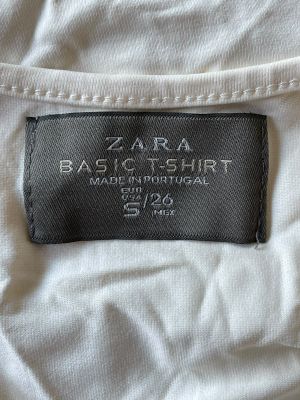 ZARA
BASIC T-SHIRT
MADE IN PORTUGAL
EUR
USA
S/26
MEX